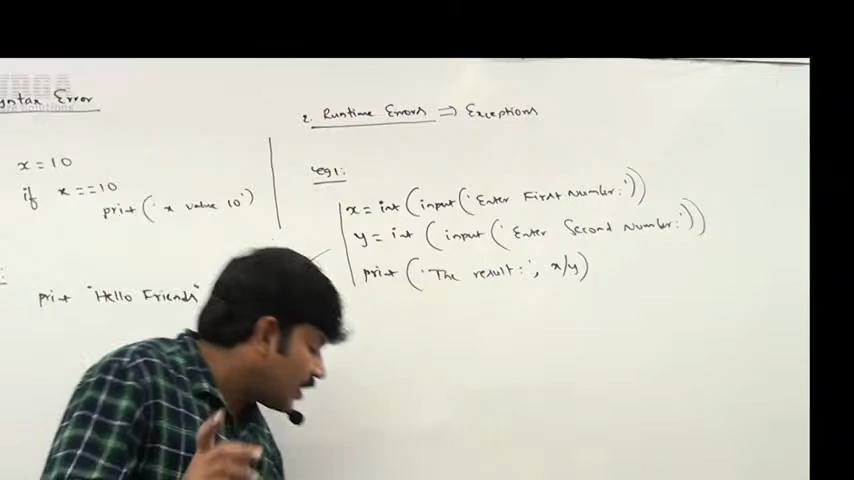 Syntax Error
x = 10
if x == 10
print('x value 10')
print "Hello Friends"
2. Runtime Errors ⇒ Exceptions
eg1:
x = int(input('Enter First Number:'))
y = int(input('Enter Second Number:'))
print('The result:', x/y)